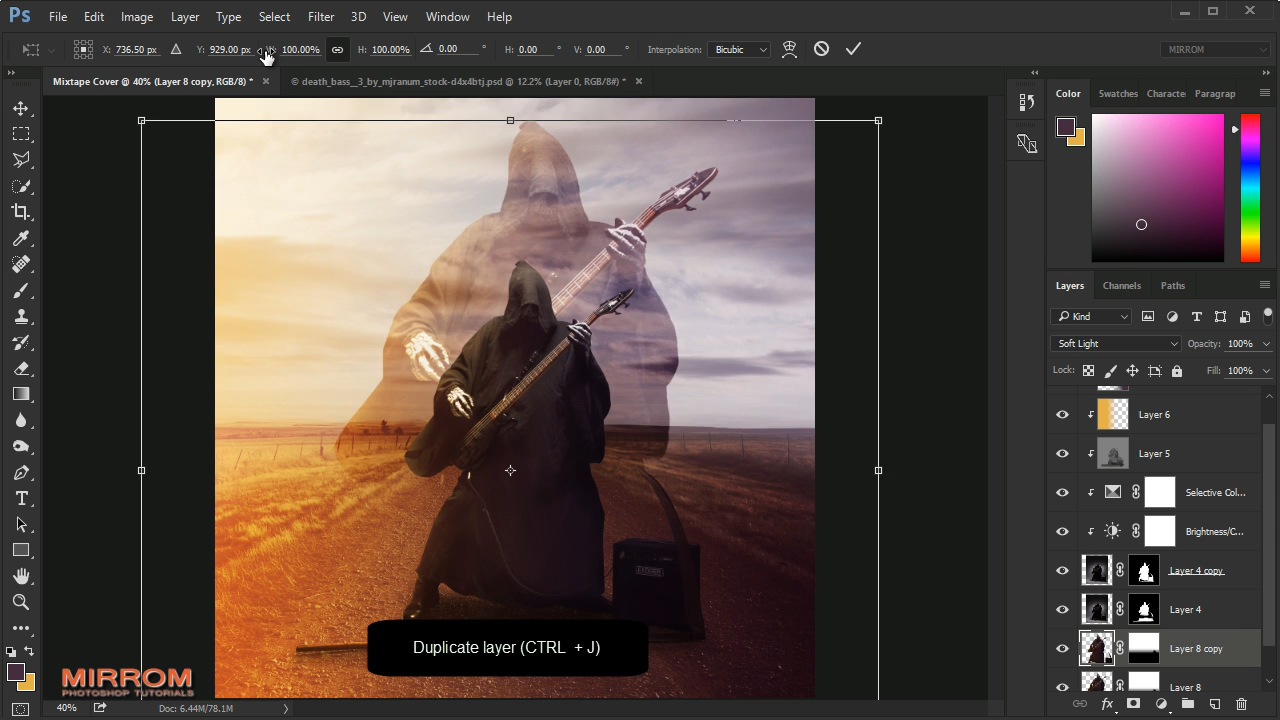 Ps File Edit Image Layer Type Select Filter 3D View Window Help
X: 736.50 px Y: 929.00 px W: 100.00% H: 100.00% 0.00 ° H: 0.00 ° V: 0.00 ° Interpolation: Bicubic MIRROM
Mixtape Cover @ 40% (Layer 8 copy, RGB/8) * × © death_bass__3_by_mjranum_stock-d4x4btj.psd @ 12.2% (Layer 0, RGB/8#) * ×
Color Swatches Characte Paragrap
Layers Channels Paths
Kind
Soft Light Opacity: 100%
Lock: Fill: 100%
Layer 6
Layer 5
Selective Col...
Brightness/C...
Layer 4 copy
Layer 4
Layer 8 copy
Layer 8
Duplicate layer (CTRL + J)
MIRROM
PHOTOSHOP TUTORIALS
40% Doc: 6.44M/78.1M